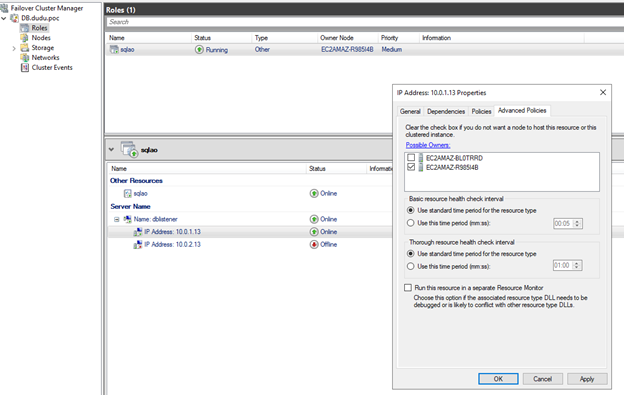 Failover Cluster Manager
DB.dudu.poc
Roles
Nodes
Storage
Networks
Cluster Events
Roles (1)
Search
Name Status Type Owner Node Priority Information
sqlao Running Other EC2AMAZ-R985I4B Medium
sqlao
Name Status Informatio
Other Resources
sqlao Online
Server Name
Name: dblistener Online
IP Address: 10.0.1.13 Online
IP Address: 10.0.2.13 Offline
IP Address: 10.0.1.13 Properties
General Dependencies Policies Advanced Policies
Clear the check box if you do not want a node to host this resource or this
clustered instance.
Possible Owners:
EC2AMAZ-BL0TRRD
EC2AMAZ-R985I4B
Basic resource health check interval
Use standard time period for the resource type
Use this time period (mm:ss): 00:05
Thorough resource health check interval
Use standard time period for the resource type
Use this time period (mm:ss): 01:00
Run this resource in a separate Resource Monitor
Choose this option if the associated resource type DLL needs to be
debugged or is likely to conflict with other resource type DLLs.
OK Cancel Apply